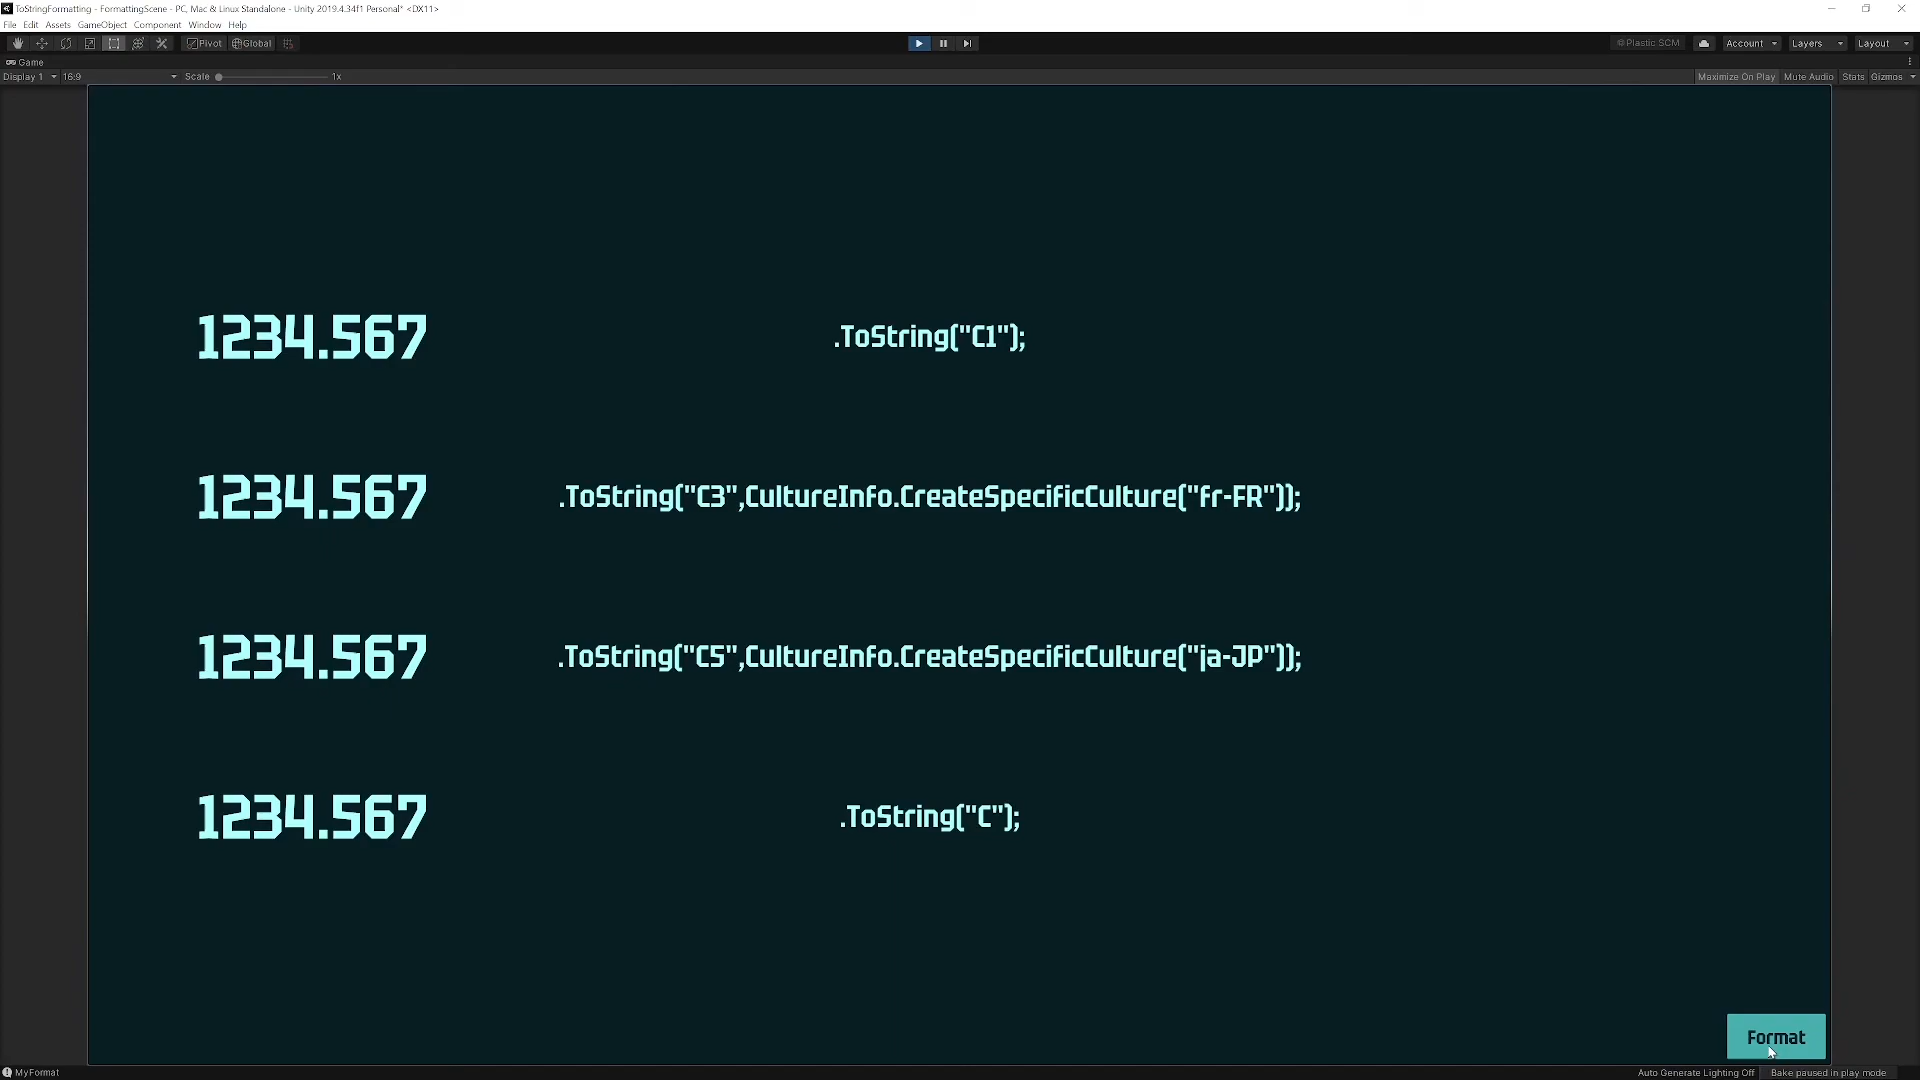 ToStringFormatting - FormattingScene - PC, Mac & Linux Standalone - Unity 2019.4.34f1 Personal* <DX11>
File Edit Assets GameObject Component Window Help
Pivot Global Plastic SCM Account Layers Layout
Game
Display 1 16:9 Scale 1x Maximize On Play Mute Audio Stats Gizmos
1234.567 .ToString("C1");
1234.567 .ToString("C3",CultureInfo.CreateSpecificCulture("fr-FR"));
1234.567 .ToString("C5",CultureInfo.CreateSpecificCulture("ja-JP"));
1234.567 .ToString("C");
Format
MyFormat Auto Generate Lighting Off Bake paused in play mode